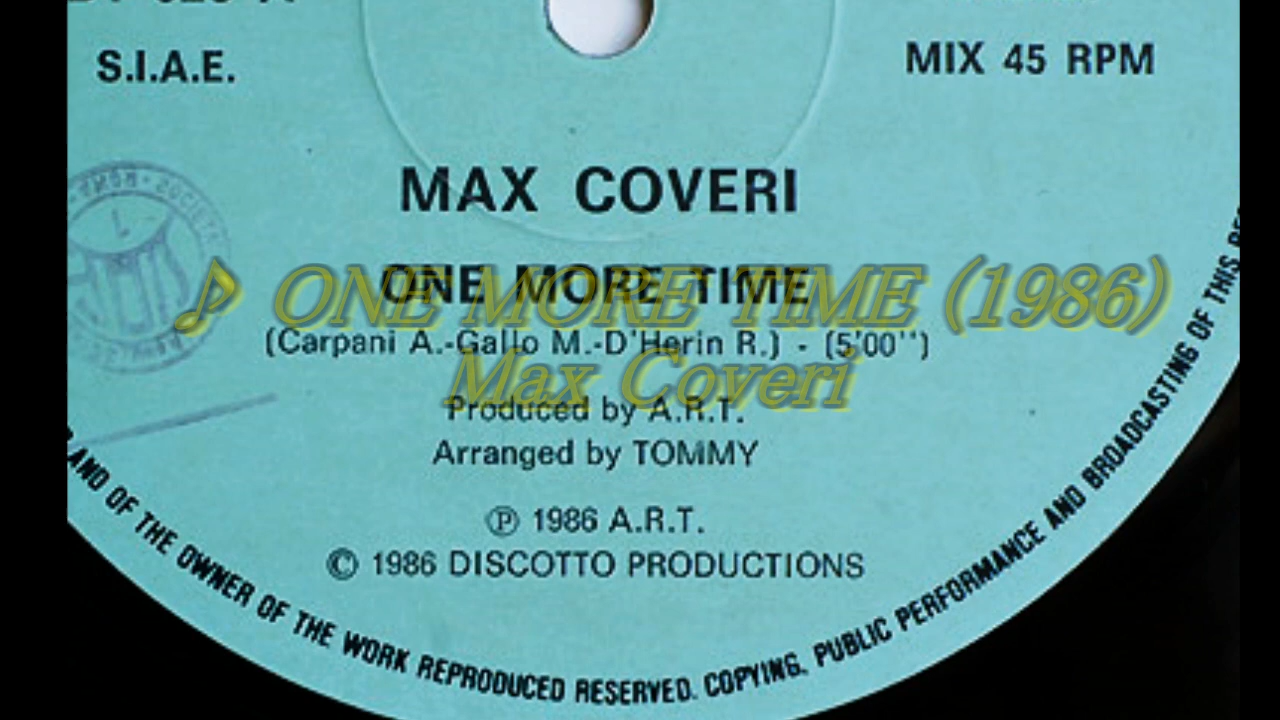 S.I.A.E.
MIX 45 RPM
MAX COVERI
ONE MORE TIME
♪ ONE MORE TIME (1986)
(Carpani A.-Gallo M.-D'Herin R.) - (5'00'')
Max Coveri
Produced by A.R.T.
Arranged by TOMMY
Ⓟ 1986 A.R.T.
© 1986 DISCOTTO PRODUCTIONS
AND OF THE OWNER OF THE WORK REPRODUCED RESERVED. COPYING, PUBLIC PERFORMANCE AND BROADCASTING OF THIS